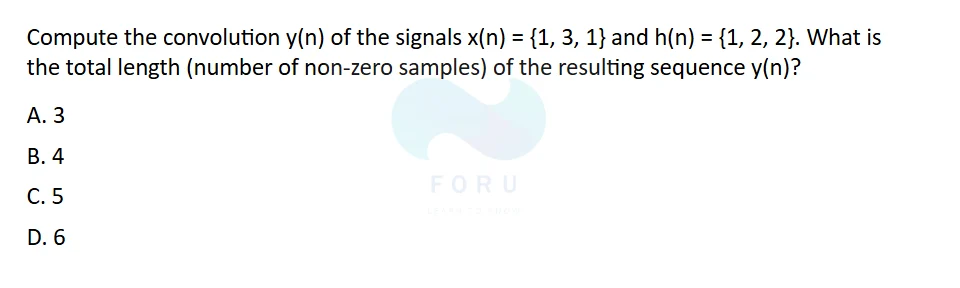 Compute the convolution y(n) of the signals x(n) = {1, 3, 1} and h(n) = {1, 2, 2}. What is
the total length (number of non-zero samples) of the resulting sequence y(n)?
A. 3
B. 4
FORU
C. 5
D. 6